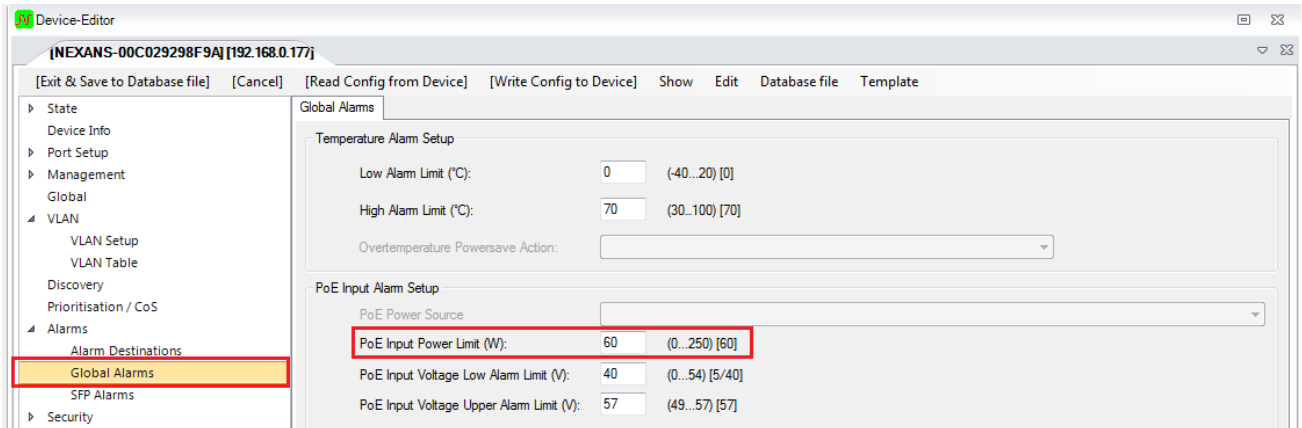 Device-Editor
[NEXANS-00C029298F9A] [192.168.0.177]
[Exit & Save to Database file] [Cancel] [Read Config from Device] [Write Config to Device] Show Edit Database file Template
State
Device Info
Port Setup
Management
Global
VLAN
VLAN Setup
VLAN Table
Discovery
Prioritisation / CoS
Alarms
Alarm Destinations
Global Alarms
SFP Alarms
Security
Global Alarms
Temperature Alarm Setup
Low Alarm Limit (°C): 0 (-40...20) [0]
High Alarm Limit (°C): 70 (30...100) [70]
Overtemperature Powersave Action:
PoE Input Alarm Setup
PoE Power Source
PoE Input Power Limit (W): 60 (0...250) [60]
PoE Input Voltage Low Alarm Limit (V): 40 (0...54) [5/40]
PoE Input Voltage Upper Alarm Limit (V): 57 (49...57) [57]